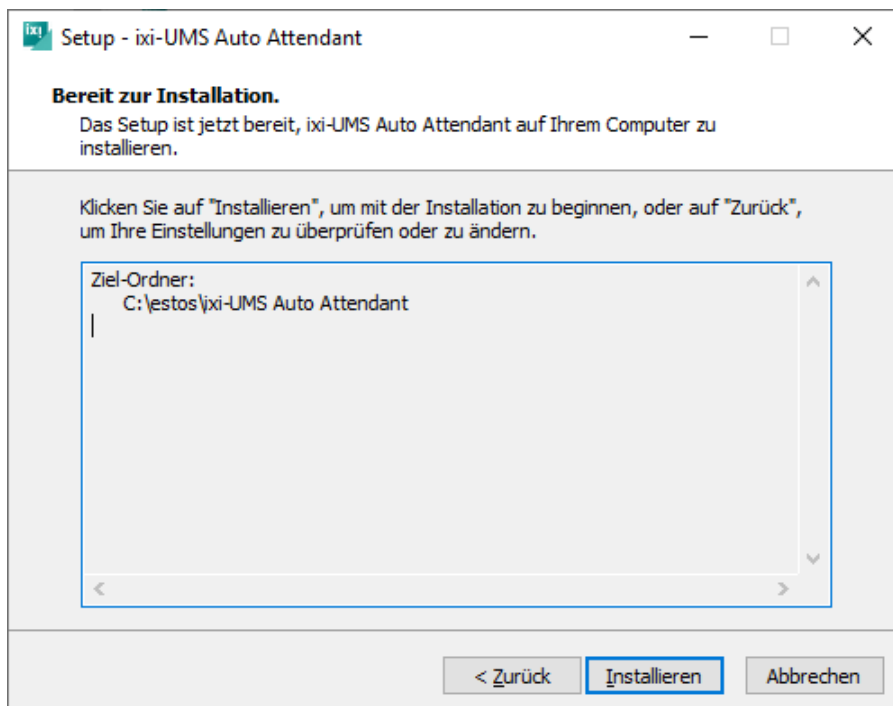 ixi
Setup - ixi-UMS Auto Attendant
Bereit zur Installation.
Das Setup ist jetzt bereit, ixi-UMS Auto Attendant auf Ihrem Computer zu
installieren.
Klicken Sie auf "Installieren", um mit der Installation zu beginnen, oder auf "Zurück",
um Ihre Einstellungen zu überprüfen oder zu ändern.
Ziel-Ordner:
C:\estos\ixi-UMS Auto Attendant
< Zurück
Installieren
Abbrechen